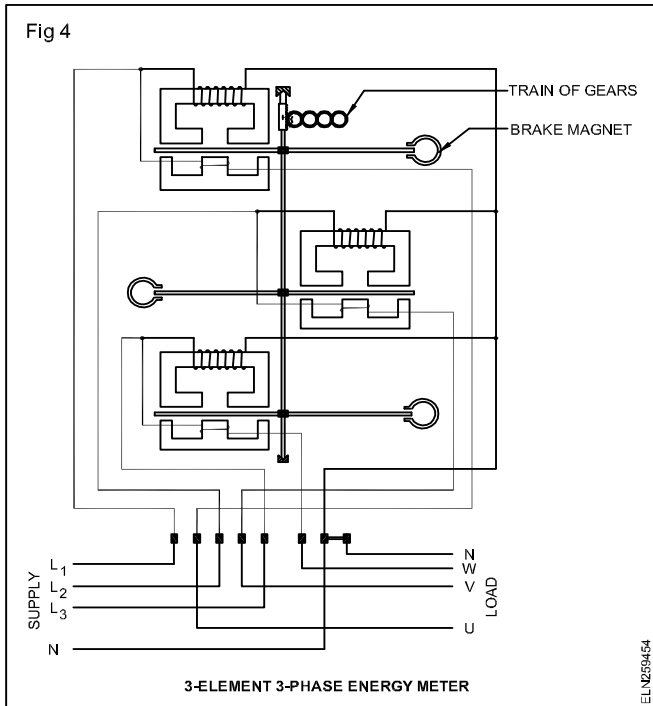 Fig 4
TRAIN OF GEARS
BRAKE MAGNET
SUPPLY
L1
L2
L3
N
N
W
V
U
LOAD
3-ELEMENT 3-PHASE ENERGY METER
ELN259454